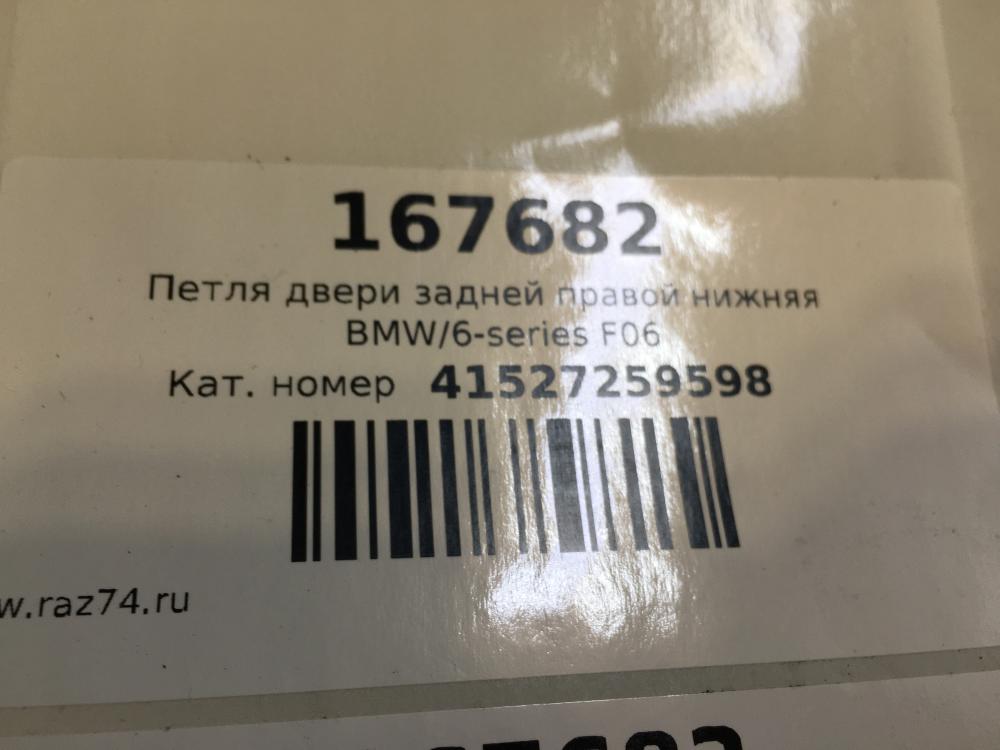 167682
Петля двери задней правой нижняя
BMW/6-series F06
Кат. номер 41527259598
w.raz74.ru